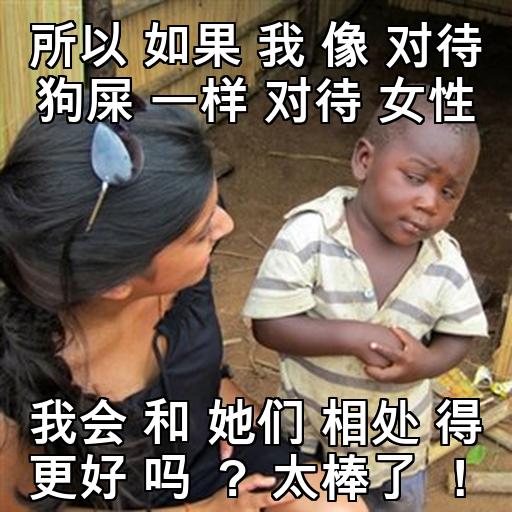 所以 如果 我 像 对待
狗屎 一样 对待 女性
我会 和 她们 相处 得
更好 吗 ? 太棒了 !